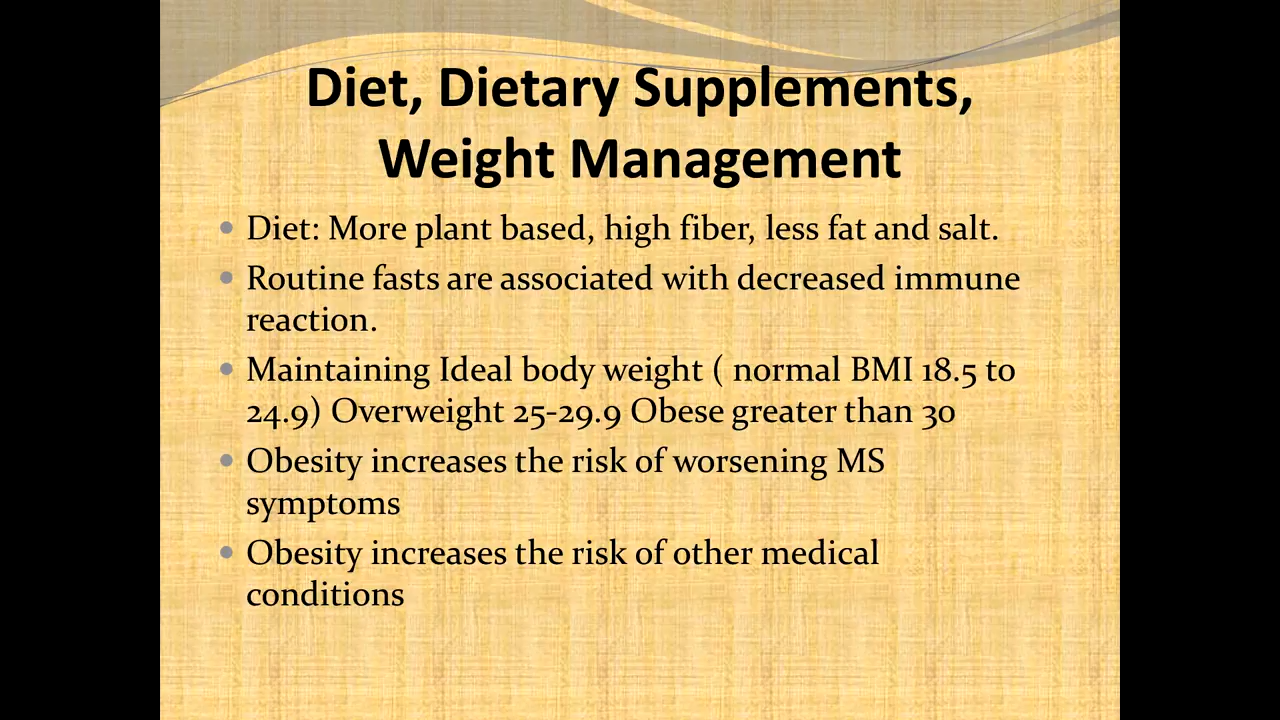 Diet, Dietary Supplements,
Weight Management
• Diet: More plant based, high fiber, less fat and salt.
• Routine fasts are associated with decreased immune
reaction.
• Maintaining Ideal body weight ( normal BMI 18.5 to
24.9) Overweight 25-29.9 Obese greater than 30
• Obesity increases the risk of worsening MS
symptoms
• Obesity increases the risk of other medical
conditions